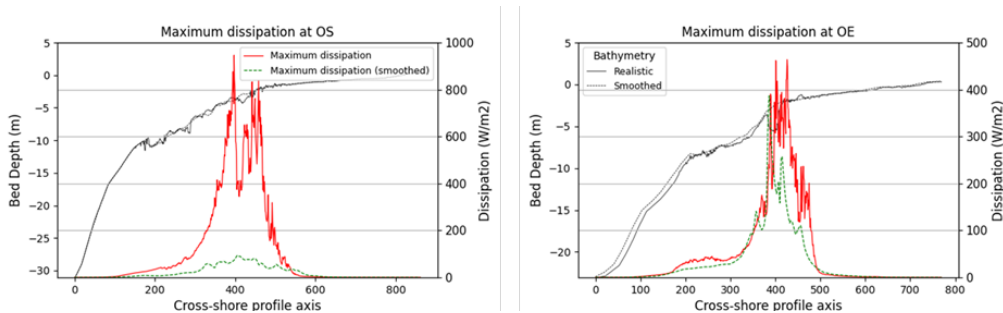 Maximum dissipation at OS
5
0
−5
−10
−15
−20
−25
−30
Bed Depth (m)
Maximum dissipation
Maximum dissipation (smoothed)
1000
800
600
400
200
0
Dissipation (W/m2)
0 200 400 600 800
Cross-shore profile axis
Maximum dissipation at OE
5
0
−5
−10
−15
−20
Bed Depth (m)
Bathymetry
Realistic
Smoothed
500
400
300
200
100
0
Dissipation (W/m2)
0 100 200 300 400 500 600 700 800
Cross-shore profile axis